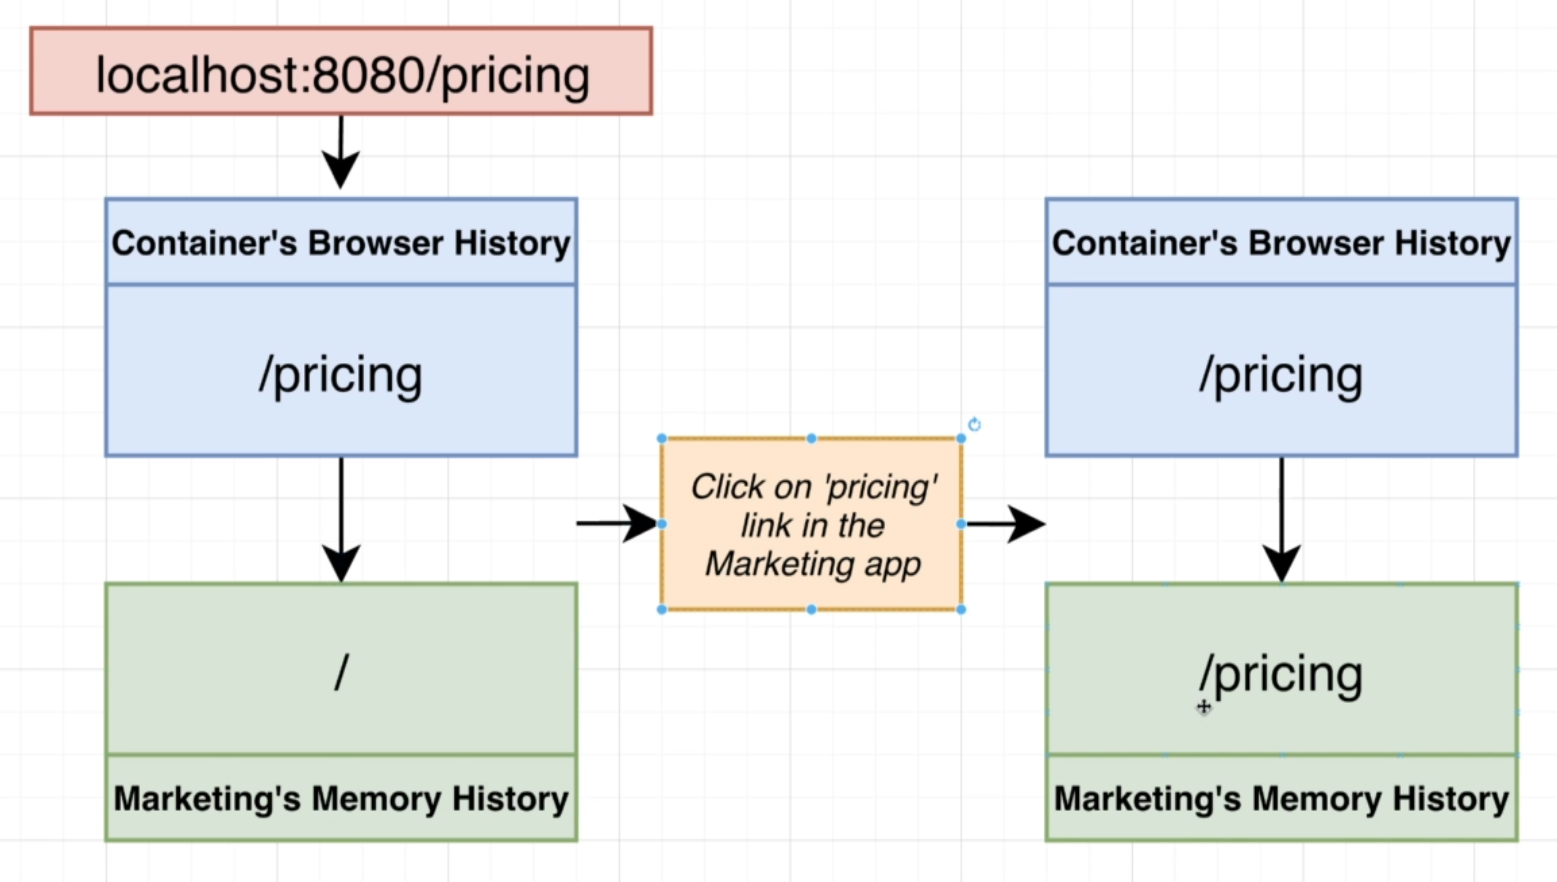 localhost:8080/pricing
Container's Browser History
/pricing
/
Marketing's Memory History
Click on 'pricing'
link in the
Marketing app
Container's Browser History
/pricing
/pricing
Marketing's Memory History